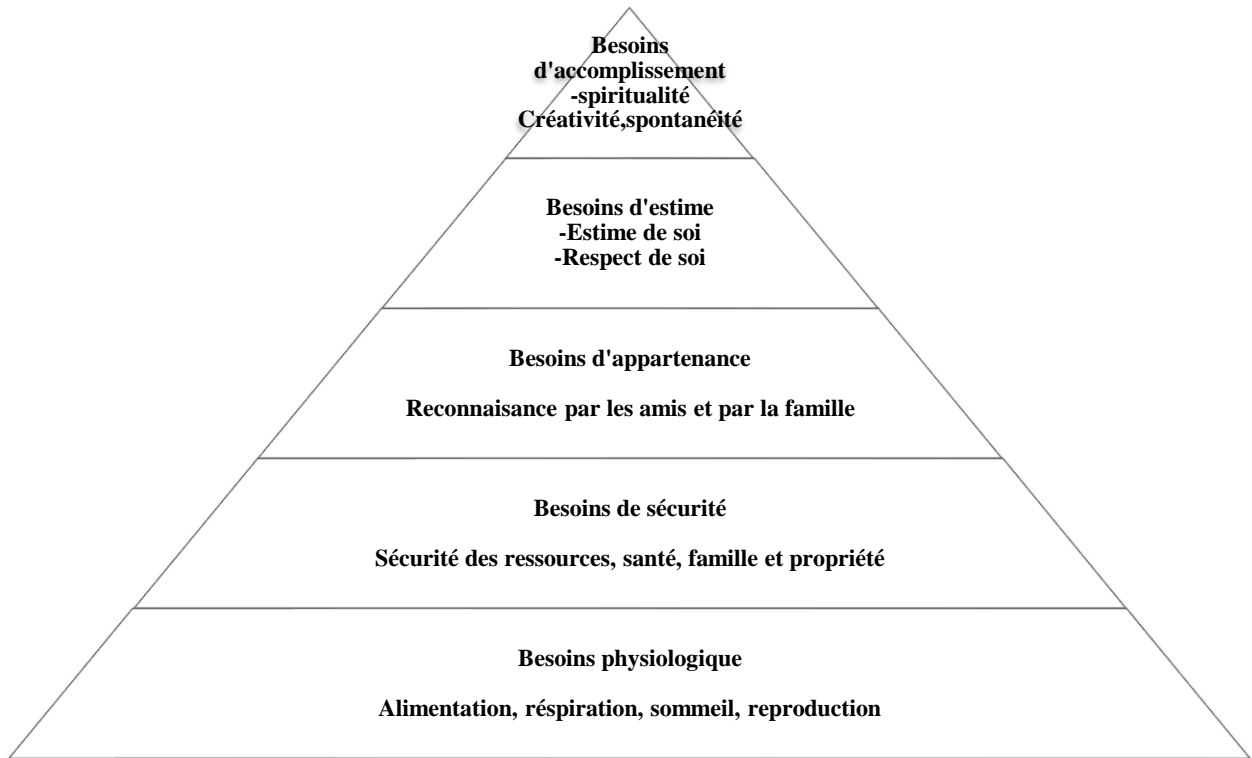 Besoins
d'accomplissement
-spiritualité
Créativité,spontanéité
Besoins d'estime
-Estime de soi
-Respect de soi
Besoins d'appartenance
Reconnaisance par les amis et par la famille
Besoins de sécurité
Sécurité des ressources, santé, famille et propriété
Besoins physiologique
Alimentation, réspiration, sommeil, reproduction